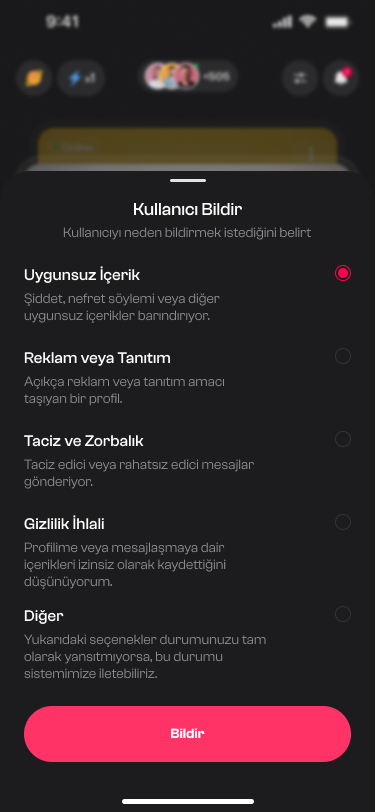 9:41
x1
+505
Online
Kullanıcı Bildir
Kullanıcıyı neden bildirmek istediğini belirt
Uygunsuz İçerik
Şiddet, nefret söylemi veya diğer
uygunsuz içerikler barındırıyor.
Reklam veya Tanıtım
Açıkça reklam veya tanıtım amacı
taşıyan bir profil.
Taciz ve Zorbalık
Taciz edici veya rahatsız edici mesajlar
gönderiyor.
Gizlilik İhlali
Profilime veya mesajlaşmaya dair
içerikleri izinsiz olarak kaydettiğini
düşünüyorum.
Diğer
Yukarıdaki seçenekler durumunuzu tam
olarak yansıtmıyorsa, bu durumu
sistemimize iletebiliriz.
Bildir